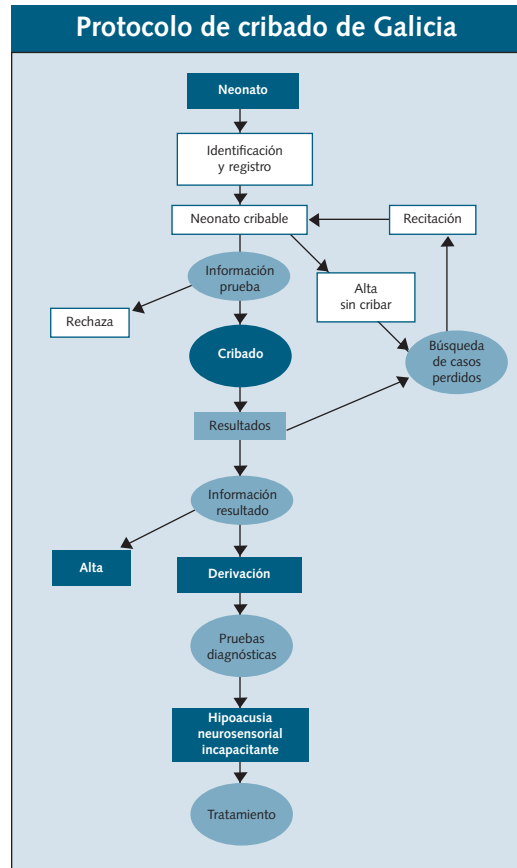 Protocolo de cribado de Galicia
Neonato
Identificación
y registro
Neonato cribable
Recitación
Información
prueba
Alta
sin cribar
Rechaza
Cribado
Búsqueda
de casos
perdidos
Resultados
Información
resultado
Alta
Derivación
Pruebas
diagnósticas
Hipoacusia
neurosensorial
incapacitante
Tratamiento